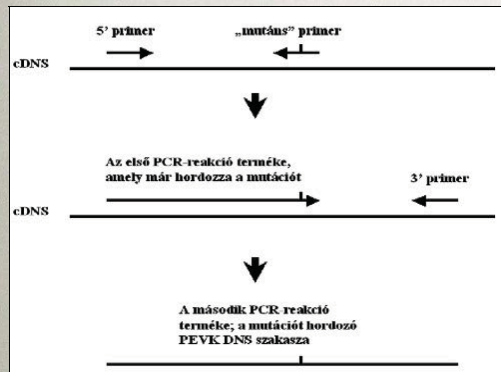 5' primer
„mutáns” primer
cDNS
Az első PCR-reakció terméke,
amely már hordozza a mutációt
3' primer
cDNS
A második PCR-reakció
terméke; a mutációt hordozó
PEVK DNS szakasza